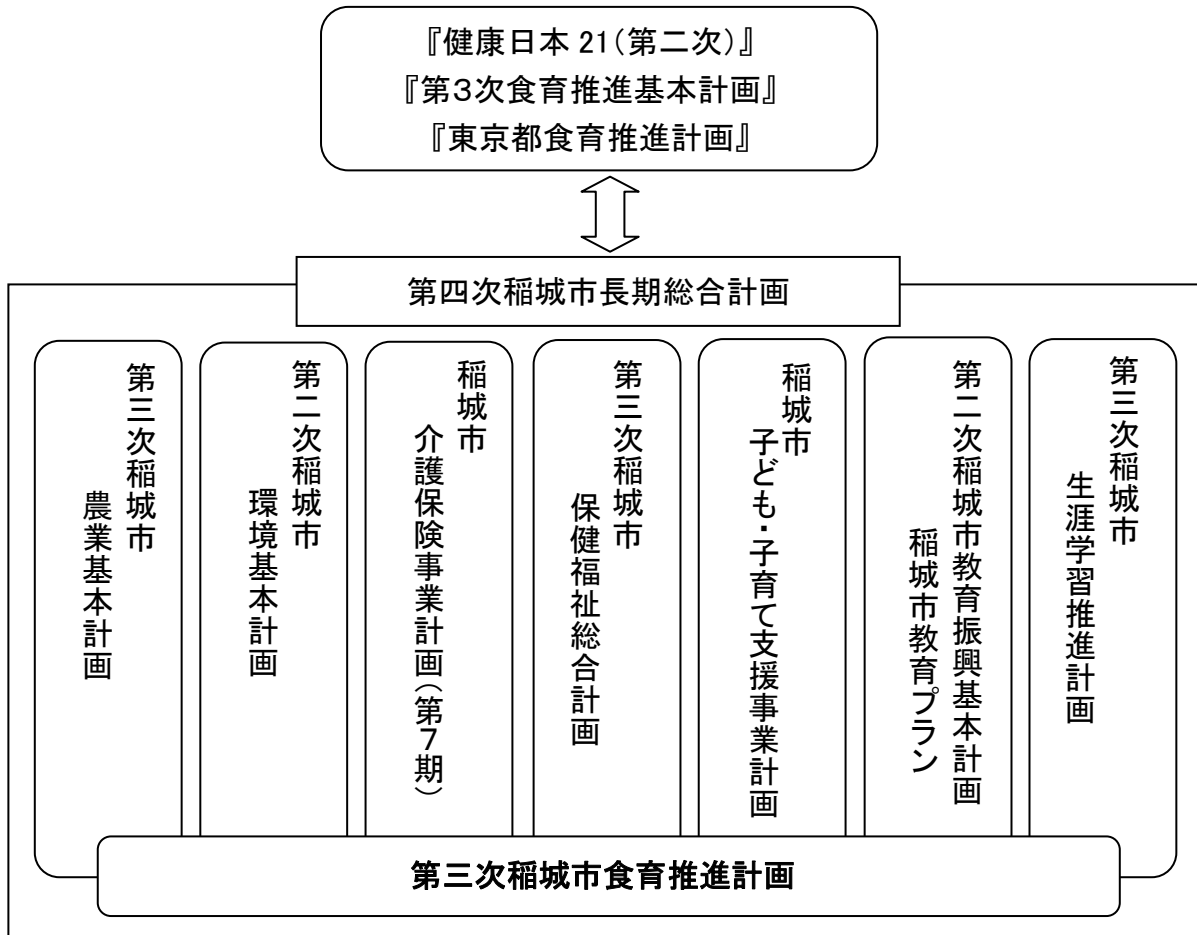 『健康日本 21（第二次）』
『第３次食育推進基本計画』
『東京都食育推進計画』
第四次稲城市長期総合計画
第三次稲城市
農業基本計画
第二次稲城市
環境基本計画
稲城市
介護保険事業計画（第７期）
第三次稲城市
保健福祉総合計画
稲城市
子ども・子育て支援事業計画
第二次稲城市教育振興基本計画
稲城市教育プラン
第三次稲城市
生涯学習推進計画
第三次稲城市食育推進計画